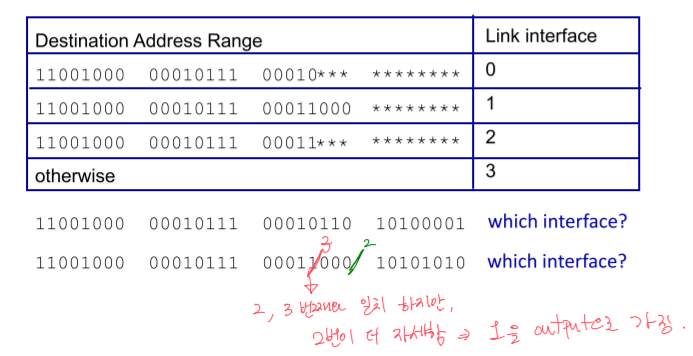 Destination Address Range Link interface
11001000 00010111 00010*** ******** 0
11001000 00010111 00011000 ******** 1
11001000 00010111 00011*** ******** 2
otherwise 3
11001000 00010111 00010110 10100001 which interface?
3 2
11001000 00010111 00011000 10101010 which interface?
2, 3 번째와 일치 하지만,
2번이 더 자세함 ⇒ 1을 output으로 가짐.